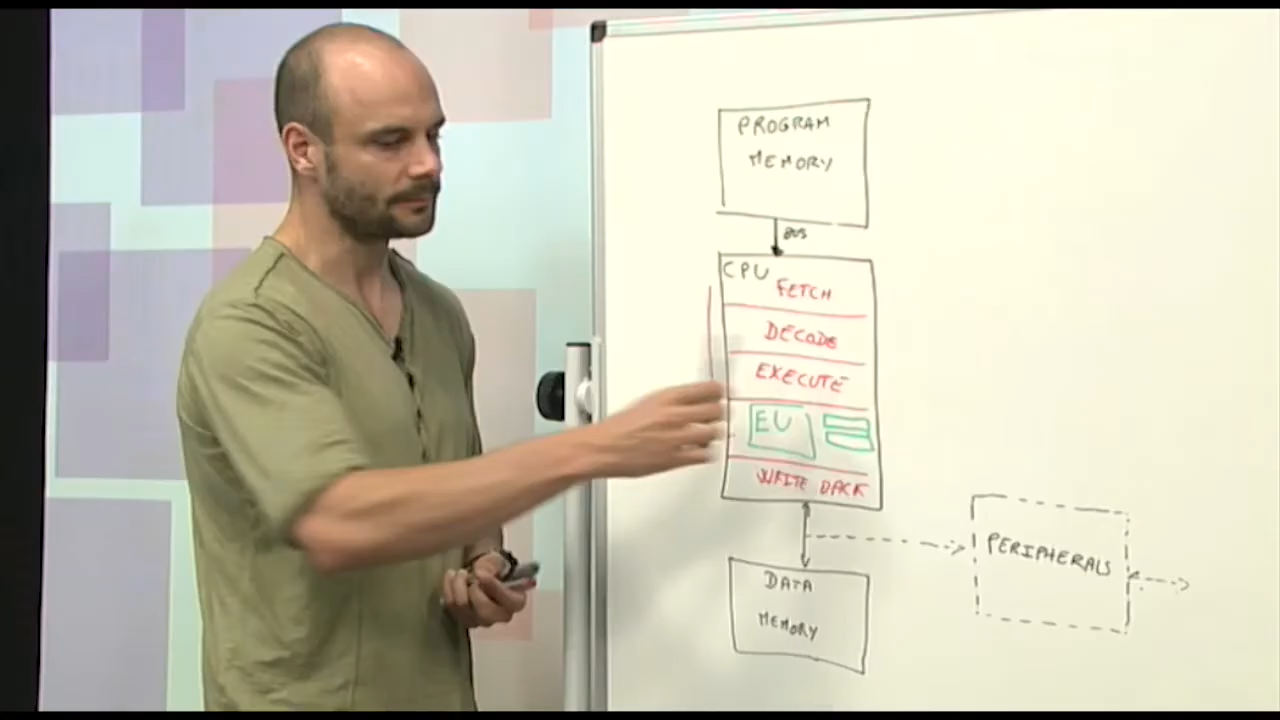 PROGRAM
MEMORY
BUS
CPU
FETCH
DECODE
EXECUTE
EU
WRITE BACK
PERIPHERALS
DATA
MEMORY